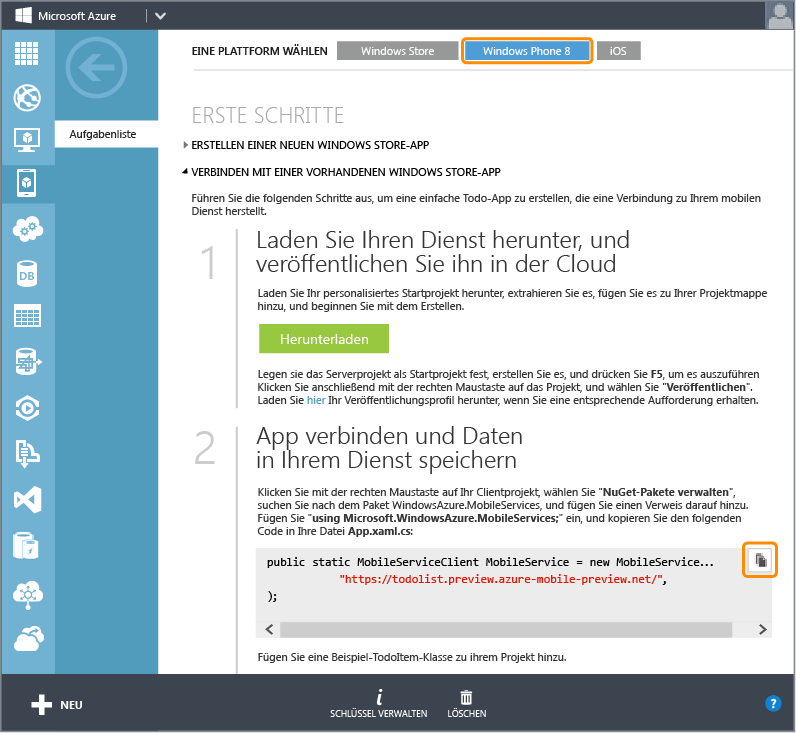 Microsoft Azure
EINE PLATTFORM WÄHLEN
Windows Store
Windows Phone 8
iOS
Aufgabenliste
DB
ERSTE SCHRITTE
ERSTELLEN EINER NEUEN WINDOWS STORE-APP
VERBINDEN MIT EINER VORHANDENEN WINDOWS STORE-APP
Führen Sie die folgenden Schritte aus, um eine einfache Todo-App zu erstellen, die eine Verbindung zu Ihrem mobilen
Dienst herstellt.
1
Laden Sie Ihren Dienst herunter, und
veröffentlichen Sie ihn in der Cloud
Laden Sie Ihr personalisiertes Startprojekt herunter, extrahieren Sie es, fügen Sie es zu Ihrer Projektmappe
hinzu, und beginnen Sie mit dem Erstellen.
Herunterladen
Legen sie das Serverprojekt als Startprojekt fest, erstellen Sie es, und drücken Sie F5, um es auszuführen
Klicken Sie anschließend mit der rechten Maustaste auf das Projekt, und wählen Sie "Veröffentlichen".
Laden Sie hier Ihr Veröffentlichungsprofil herunter, wenn Sie eine entsprechende Aufforderung erhalten.
2
App verbinden und Daten
in Ihrem Dienst speichern
Klicken Sie mit der rechten Maustaste auf Ihr Clientprojekt, wählen Sie "NuGet-Pakete verwalten",
suchen Sie nach dem Paket WindowsAzure.MobileServices, und fügen Sie einen Verweis darauf hinzu.
Fügen Sie "using Microsoft.WindowsAzure.MobileServices;" ein, und kopieren Sie den folgenden
Code in Ihre Datei App.xaml.cs:
public static MobileServiceClient MobileService = new MobileService...
"https://todolist.preview.azure-mobile-preview.net/",
);
Fügen Sie eine Beispiel-TodoItem-Klasse zu ihrem Projekt hinzu.
NEU
SCHLÜSSEL VERWALTEN
LÖSCHEN
?